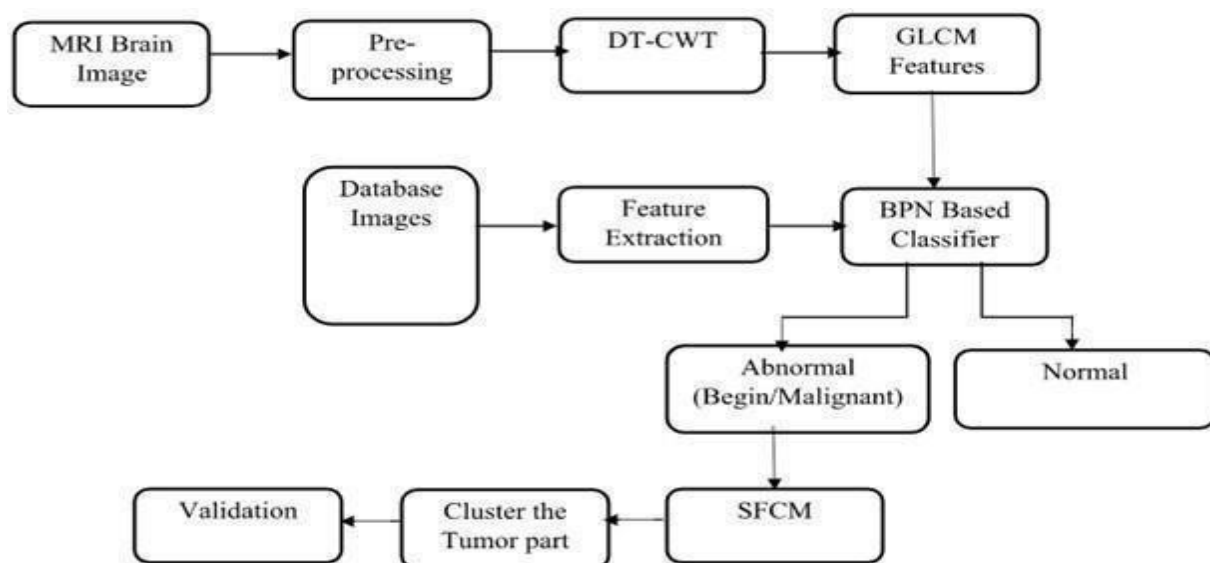 MRI Brain
Image
Pre-
processing
DT-CWT
GLCM
Features
Database
Images
Feature
Extraction
BPN Based
Classifier
Abnormal
(Begin/Malignant)
Normal
Validation
Cluster the
Tumor part
SFCM